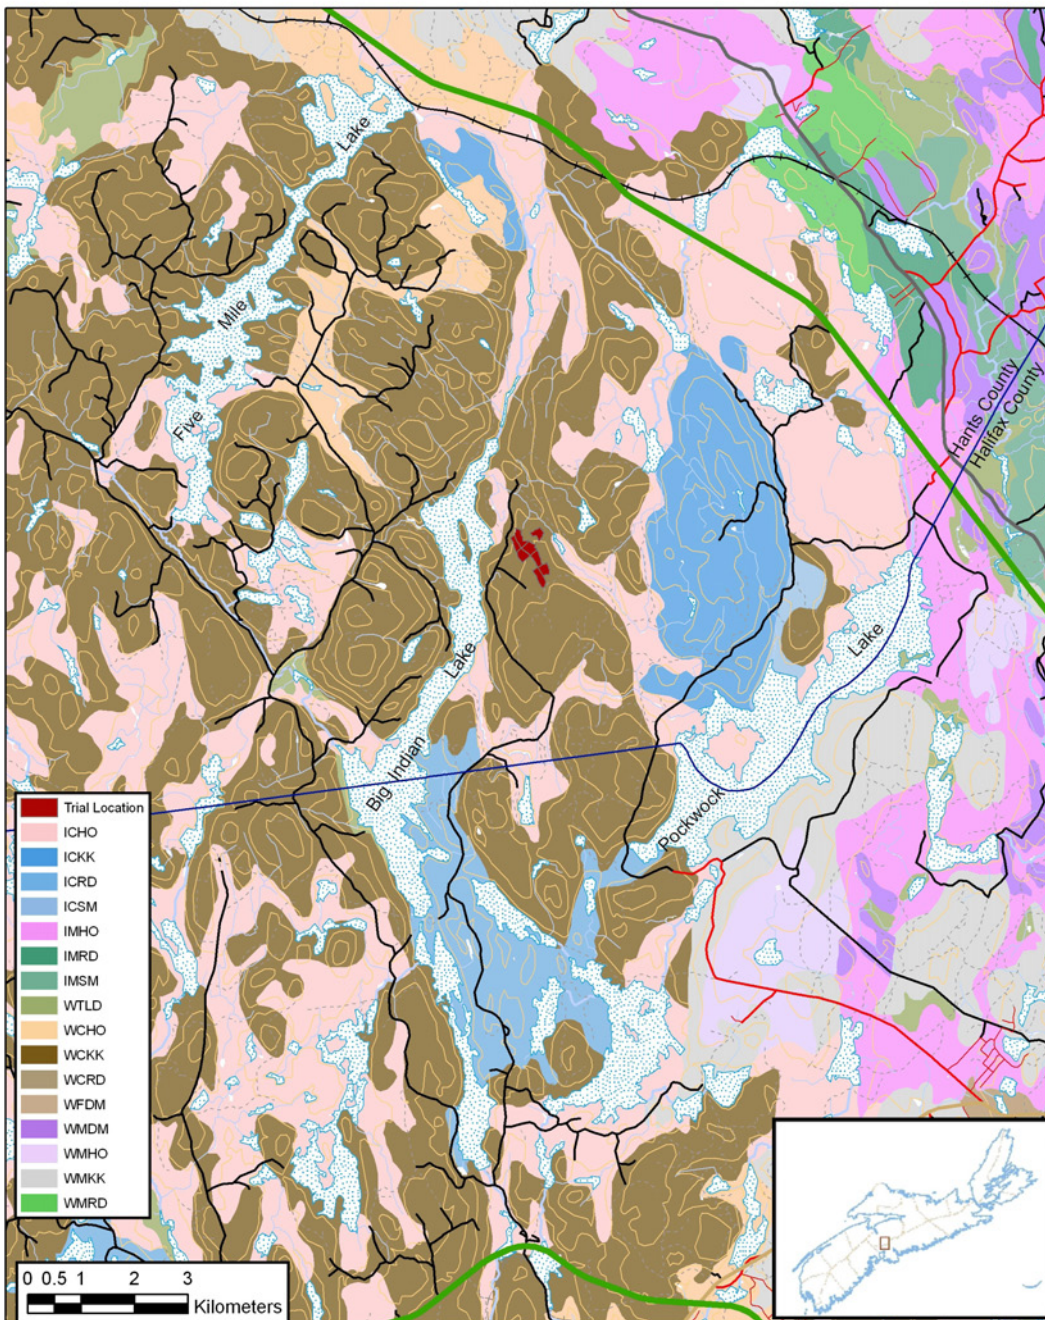 Lake
Mile
Five
Hants County
Halifax County
Lake
Lake
Big Indian
Pockwock
Trial Location
ICHO
ICKK
ICRD
ICSM
IMHO
IMRD
IMSM
WTLD
WCHO
WCKK
WCRD
WFDM
WMDM
WMHO
WMKK
WMRD
0 0.5 1 2 3
Kilometers